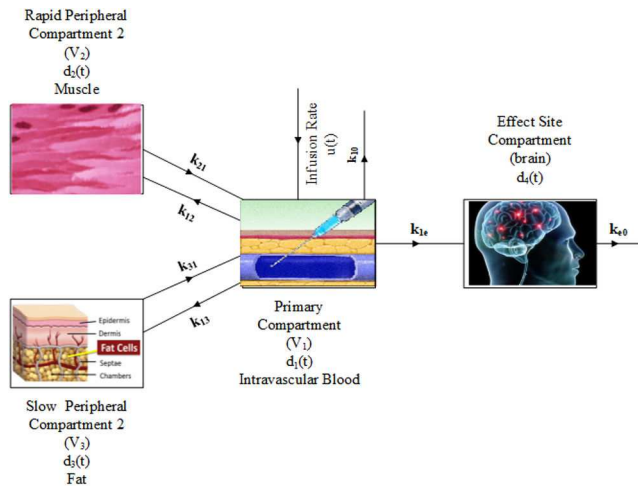 Rapid Peripheral
Compartment 2
(V₂)
d₂(t)
Muscle
k₂₁
k₁₂
Infusion Rate
u(t)
k₁₀
Effect Site
Compartment
(brain)
d₄(t)
k₁ₑ
kₑ₀
k₃₁
k₁₃
Primary
Compartment
(V₁)
d₁(t)
Intravascular Blood
Epidermis
Dermis
Fat Cells
Septae
Chambers
Slow Peripheral
Compartment 2
(V₃)
d₃(t)
Fat